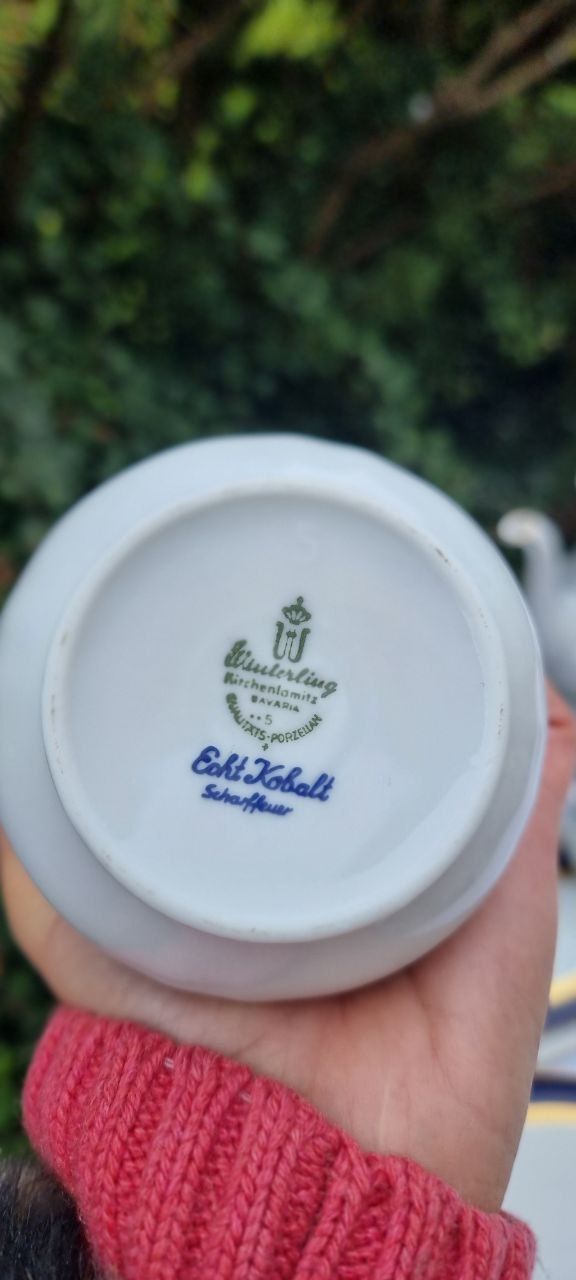 W
Winterling
Kirchenlamitz
BAVARIA
··5
QUALITÄTS-PORZELLAN
Echt Kobalt
Scharffeuer